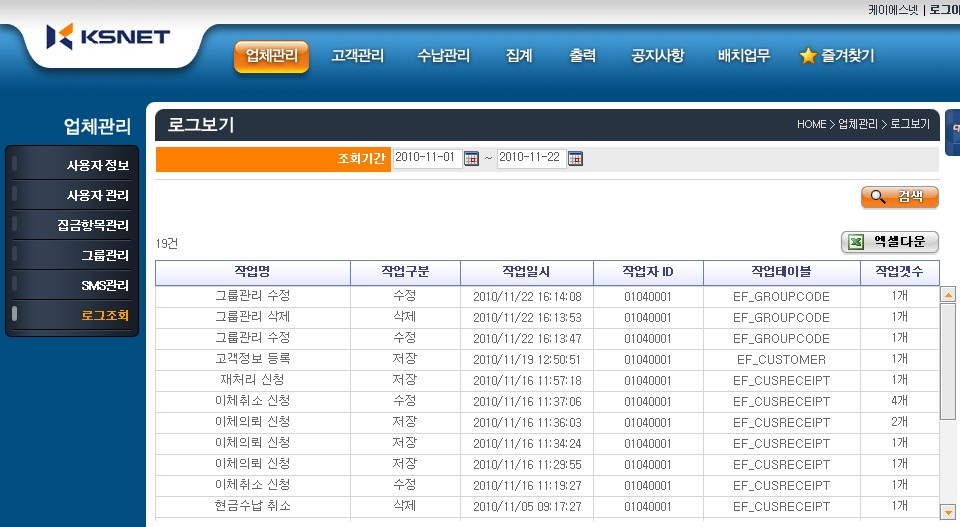 케이에스넷 | 로그아
KSNET
업체관리 고객관리 수납관리 집계 출력 공지사항 배치업무 즐겨찾기
업체관리
사용자 정보
사용자 관리
집금항목관리
그룹관리
SMS관리
로그조회
로그보기
HOME > 업체관리 > 로그보기
조회기간 2010-11-01 ~ 2010-11-22
검색
19건
엑셀다운
작업명 작업구분 작업일시 작업자 ID 작업테이블 작업갯수
그룹관리 수정 수정 2010/11/22 16:14:08 01040001 EF_GROUPCODE 1개
그룹관리 삭제 삭제 2010/11/22 16:13:53 01040001 EF_GROUPCODE 1개
그룹관리 수정 수정 2010/11/22 16:13:47 01040001 EF_GROUPCODE 1개
고객정보 등록 저장 2010/11/19 12:50:51 01040001 EF_CUSTOMER 1개
재처리 신청 저장 2010/11/16 11:57:18 01040001 EF_CUSRECEIPT 1개
이체취소 신청 수정 2010/11/16 11:37:06 01040001 EF_CUSRECEIPT 4개
이체의뢰 신청 저장 2010/11/16 11:36:03 01040001 EF_CUSRECEIPT 2개
이체의뢰 신청 저장 2010/11/16 11:34:24 01040001 EF_CUSRECEIPT 1개
이체의뢰 신청 저장 2010/11/16 11:29:55 01040001 EF_CUSRECEIPT 1개
이체취소 신청 수정 2010/11/16 11:19:27 01040001 EF_CUSRECEIPT 1개
현금수납 취소 삭제 2010/11/05 09:17:27 01040001 EF_CUSRECEIPT 1개